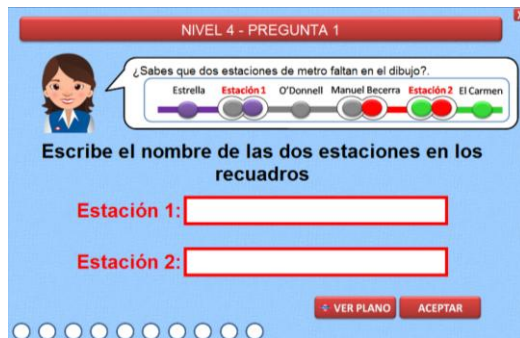 NIVEL 4 - PREGUNTA 1
X
¿Sabes que dos estaciones de metro faltan en el dibujo?.
Estrella Estación 1 O'Donnell Manuel Becerra Estación 2 El Carmen
Escribe el nombre de las dos estaciones en los
recuadros
Estación 1:
Estación 2:
+ VER PLANO ACEPTAR